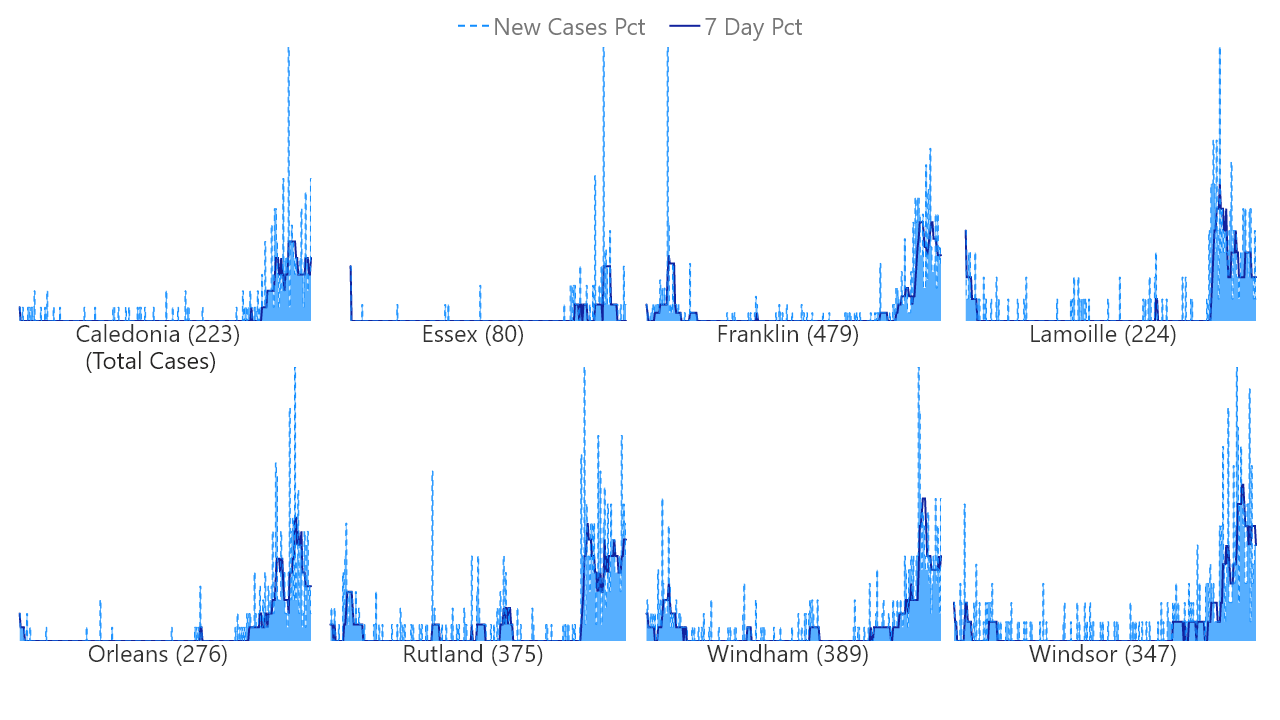 New Cases Pct 7 Day Pct
Caledonia (223) Essex (80) Franklin (479) Lamoille (224)
(Total Cases)
Orleans (276) Rutland (375) Windham (389) Windsor (347)